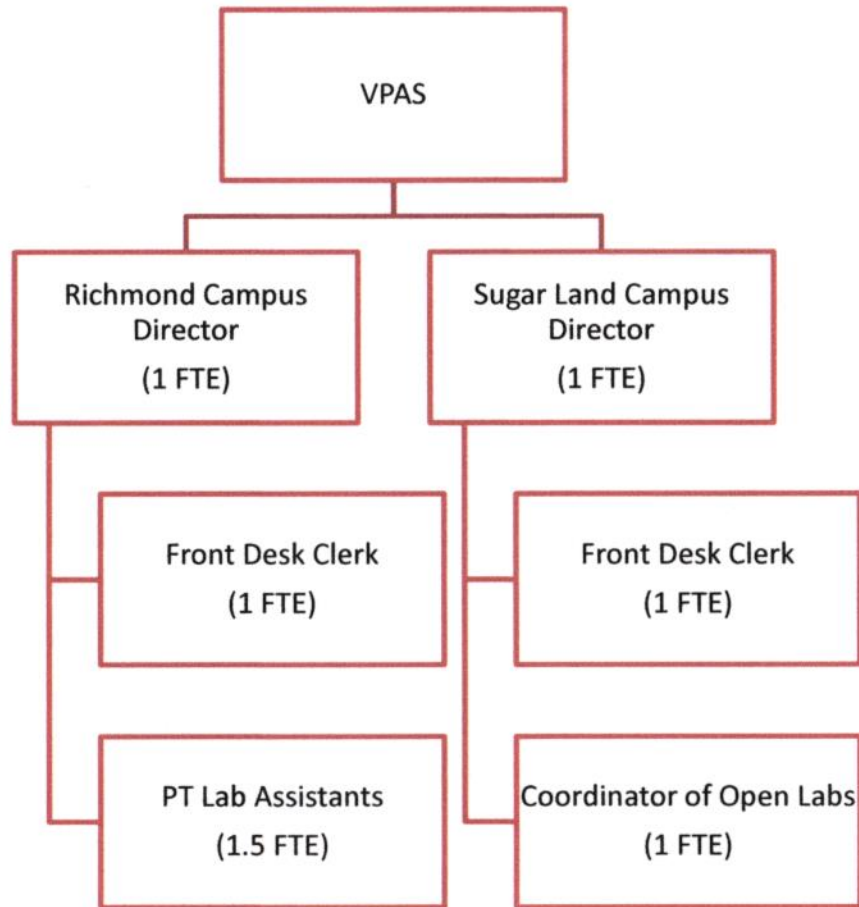 VPAS
Richmond Campus
Director
(1 FTE)
Sugar Land Campus
Director
(1 FTE)
Front Desk Clerk
(1 FTE)
Front Desk Clerk
(1 FTE)
PT Lab Assistants
(1.5 FTE)
Coordinator of Open Labs
(1 FTE)